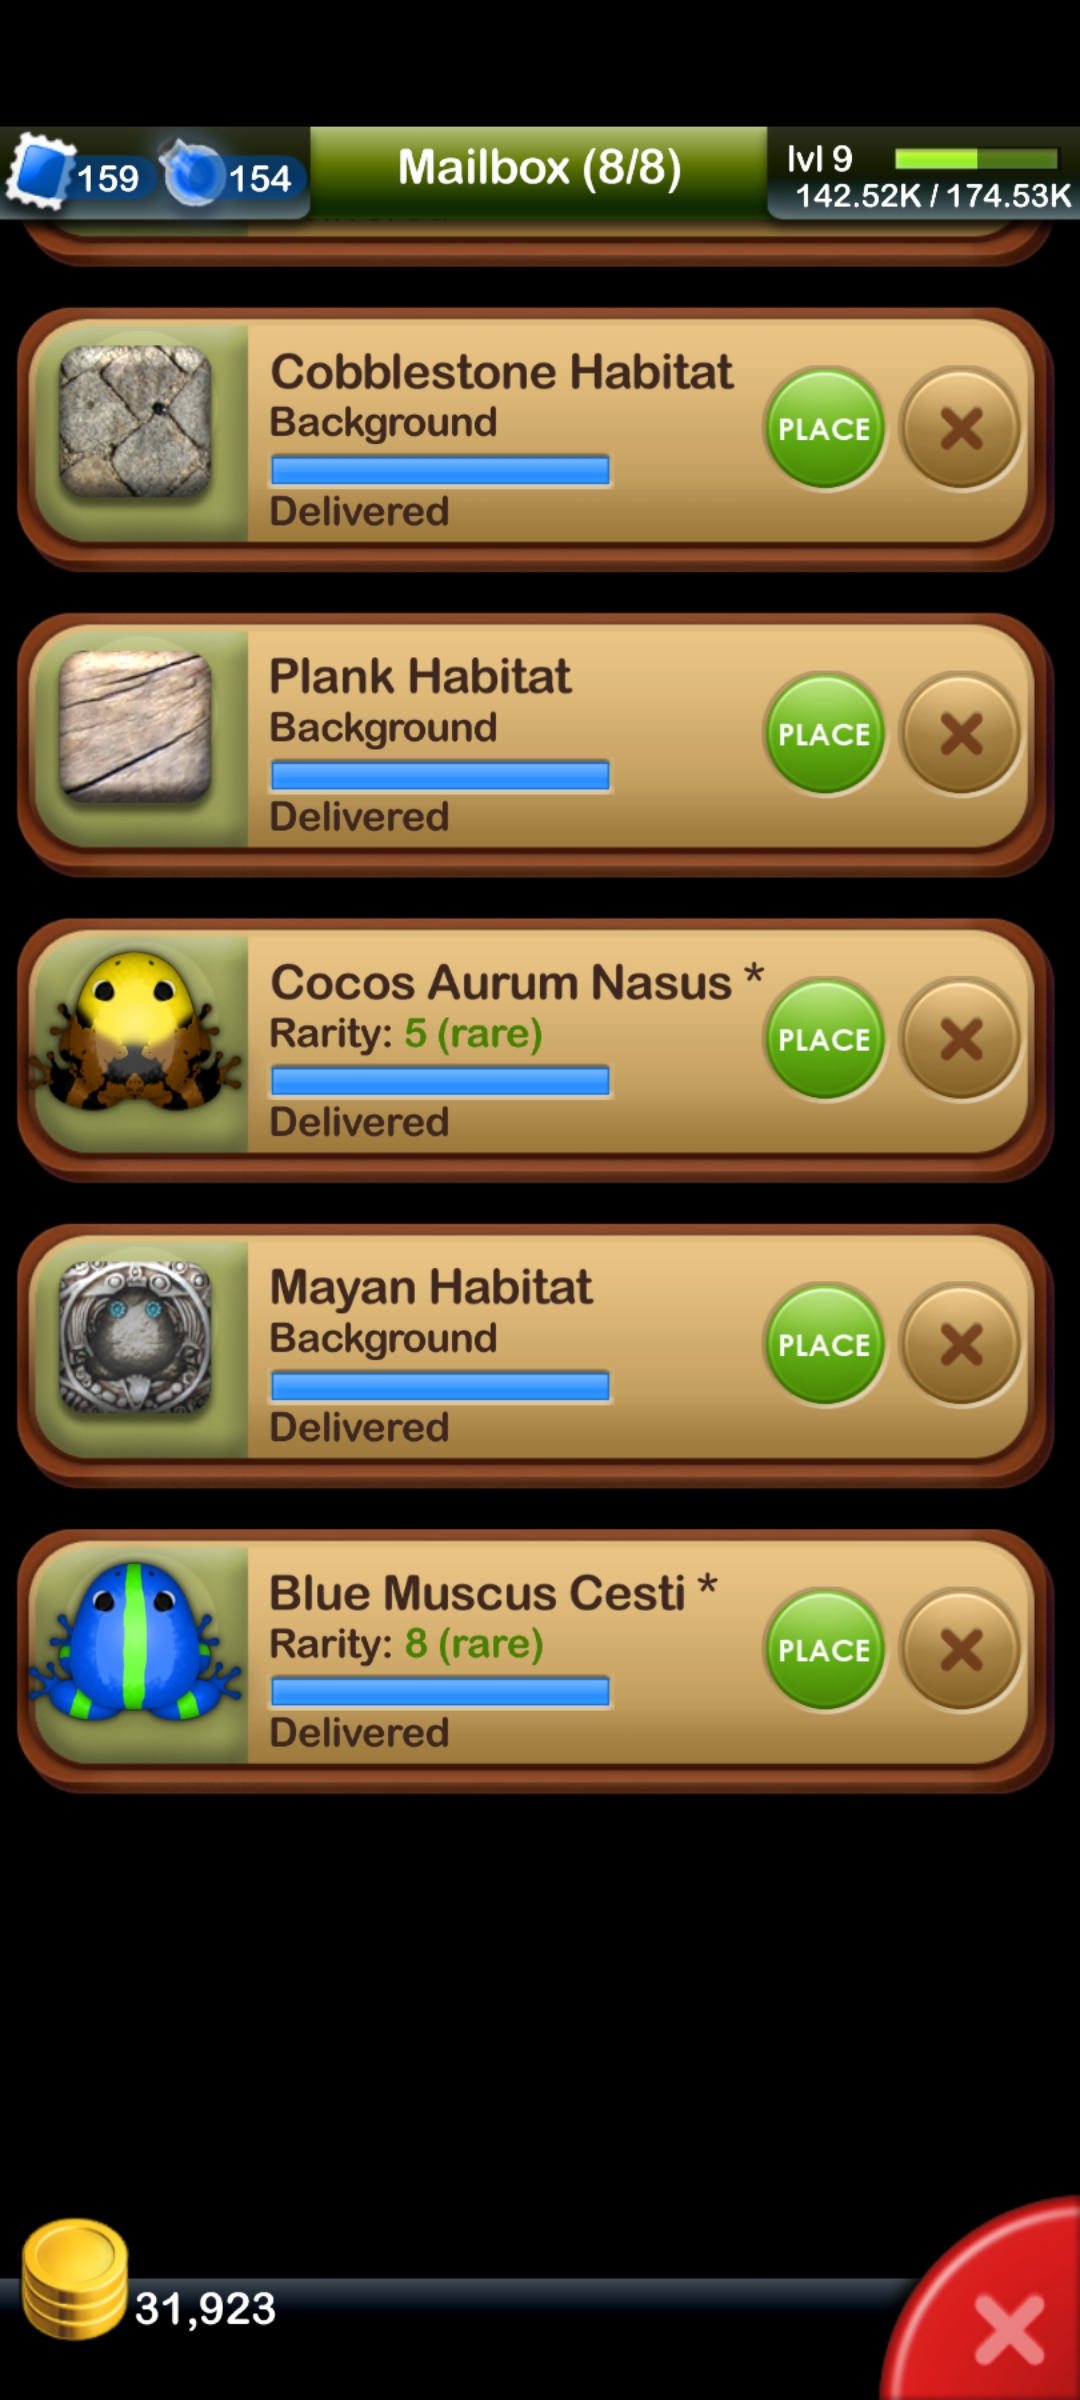 159
154
Mailbox (8/8)
lvl 9
142.52K / 174.53K
Cobblestone Habitat
Background
Delivered
PLACE
Plank Habitat
Background
Delivered
PLACE
Cocos Aurum Nasus *
Rarity: 5 (rare)
Delivered
PLACE
Mayan Habitat
Background
Delivered
PLACE
Blue Muscus Cesti *
Rarity: 8 (rare)
Delivered
PLACE
31,923